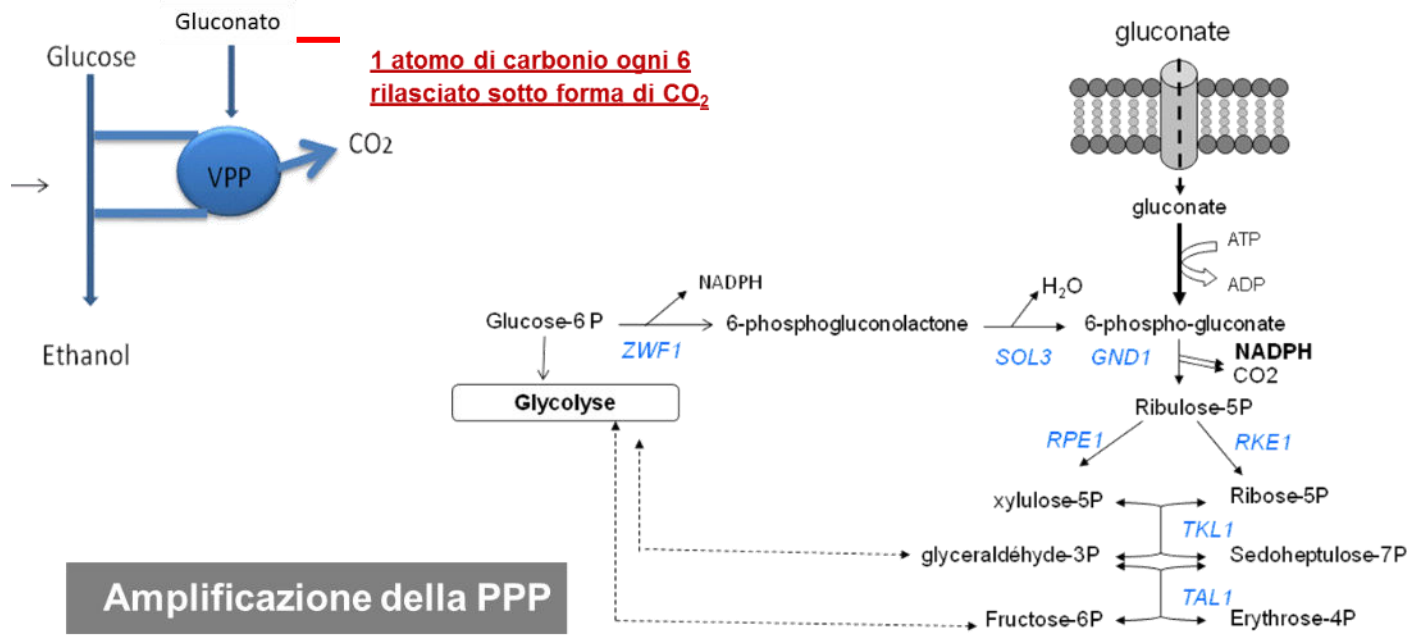 Gluconato
Glucose
1 atomo di carbonio ogni 6
rilasciato sotto forma di CO₂
CO2
VPP
Ethanol
gluconate
gluconate
ATP
ADP
NADPH
H₂O
Glucose-6 P
6-phosphogluconolactone
6-phospho-gluconate
ZWF1
SOL3
GND1
NADPH
CO2
Glycolyse
Ribulose-5P
RPE1
RKE1
xylulose-5P
Ribose-5P
TKL1
glyceraldéhyde-3P
Sedoheptulose-7P
TAL1
Fructose-6P
Erythrose-4P
Amplificazione della PPP